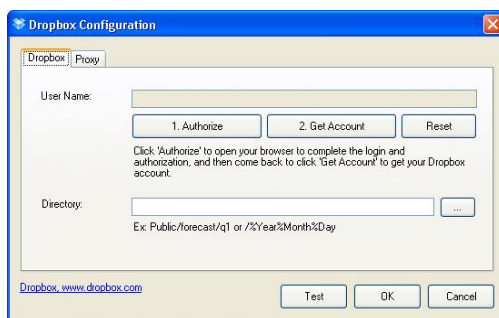 Dropbox Configuration
Dropbox Proxy
User Name:
1. Authorize 2. Get Account Reset
Click 'Authorize' to open your browser to complete the login and
authorization, and then come back to click 'Get Account' to get your Dropbox
account.
Directory:
...
Ex: Public/forecast/q1 or /%Year%Month%Day
Dropbox, www.dropbox.com
Test OK Cancel